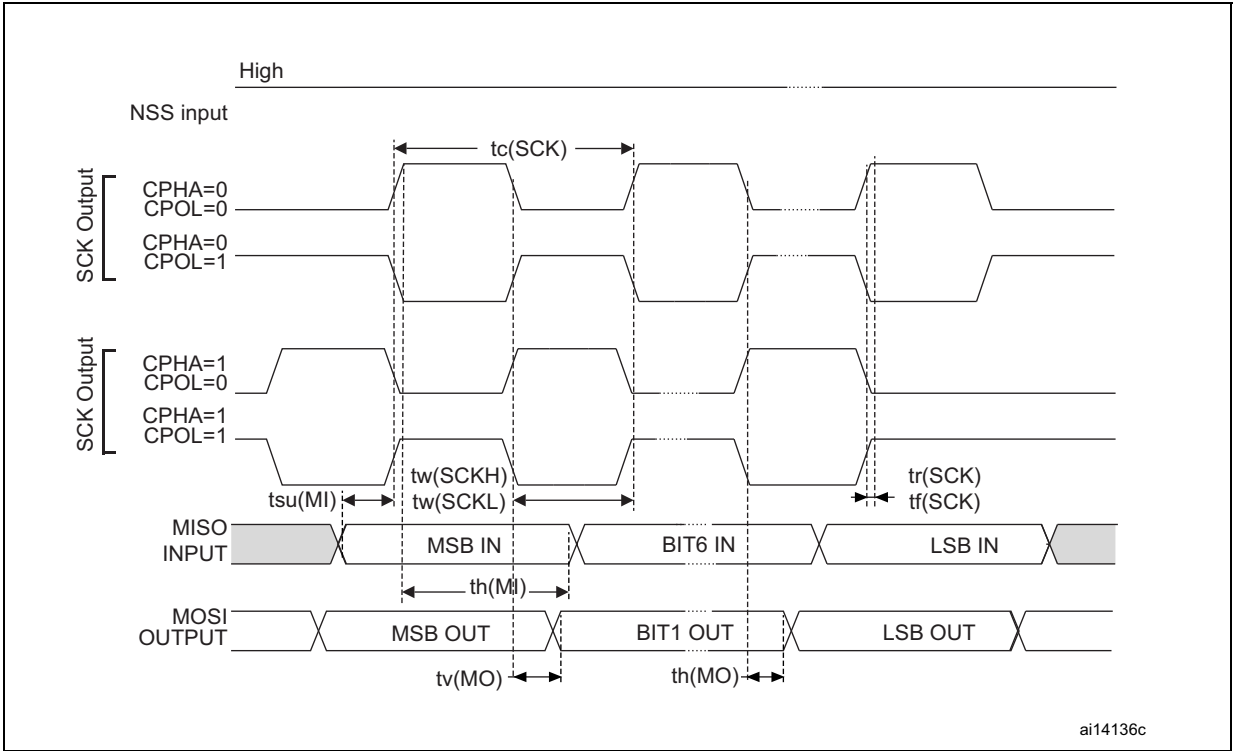 High
NSS input
tc(SCK)
SCK Output
CPHA=0
CPOL=0
CPHA=0
CPOL=1
SCK Output
CPHA=1
CPOL=0
CPHA=1
CPOL=1
tw(SCKH)
tw(SCKL)
tr(SCK)
tf(SCK)
tsu(MI)
MISO
INPUT
MSB IN
BIT6 IN
LSB IN
th(MI)
MOSI
OUTPUT
MSB OUT
BIT1 OUT
LSB OUT
tv(MO)
th(MO)
ai14136c